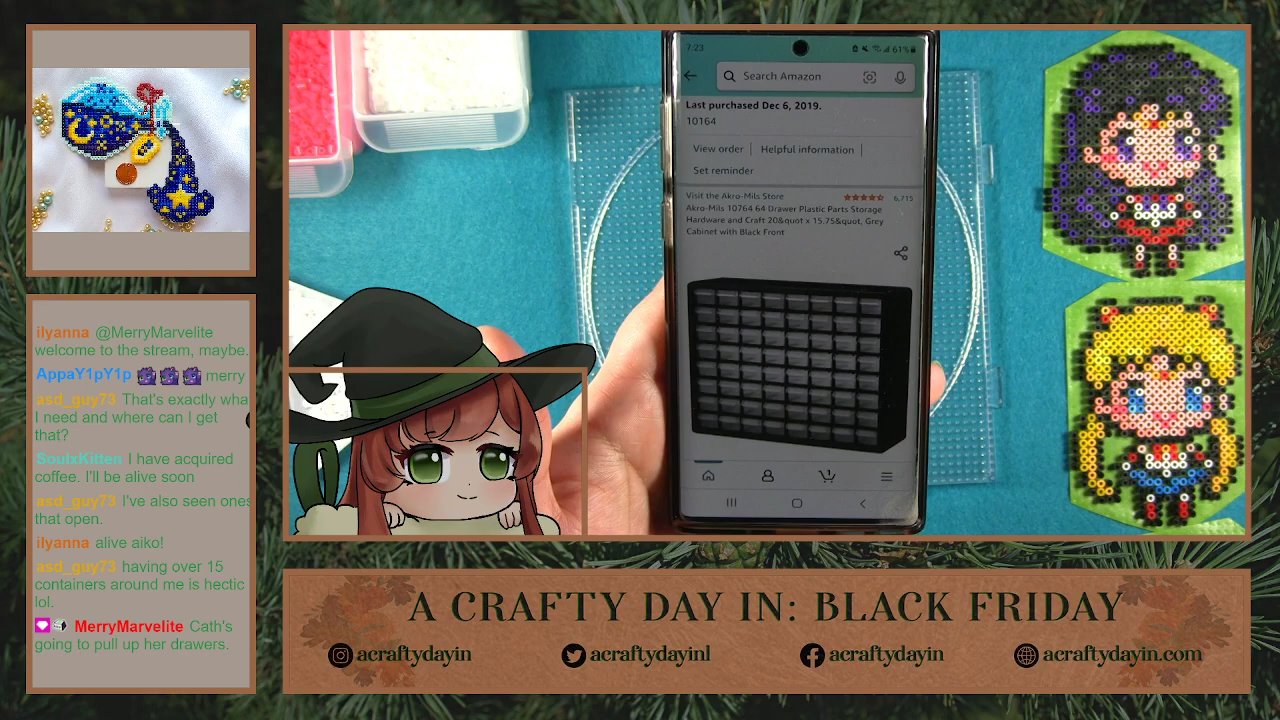 ilyanna @MerryMarvelite
welcome to the stream, maybe.
AppaY1pY1p merry
asd_guy73 That's exactly wha
I need and where can I get
that?
SoulxKitten I have acquired
coffee. I'll be alive soon
asd_guy73 I've also seen ones
that open.
ilyanna alive aiko!
asd_guy73 having over 15
containers around me is hectic
lol.
MerryMarvelite Cath's
going to pull up her drawers.
7:23 61%
Search Amazon
Last purchased Dec 6, 2019.
10164
View order Helpful information
Set reminder
Visit the Akro-Mils Store 6,715
Akro-Mils 10764 64 Drawer Plastic Parts Storage
Hardware and Craft 20&quot x 15.75&quot, Grey
Cabinet with Black Front
A CRAFTY DAY IN: BLACK FRIDAY
acraftydayin acraftydayin1 acraftydayin acraftydayin.com